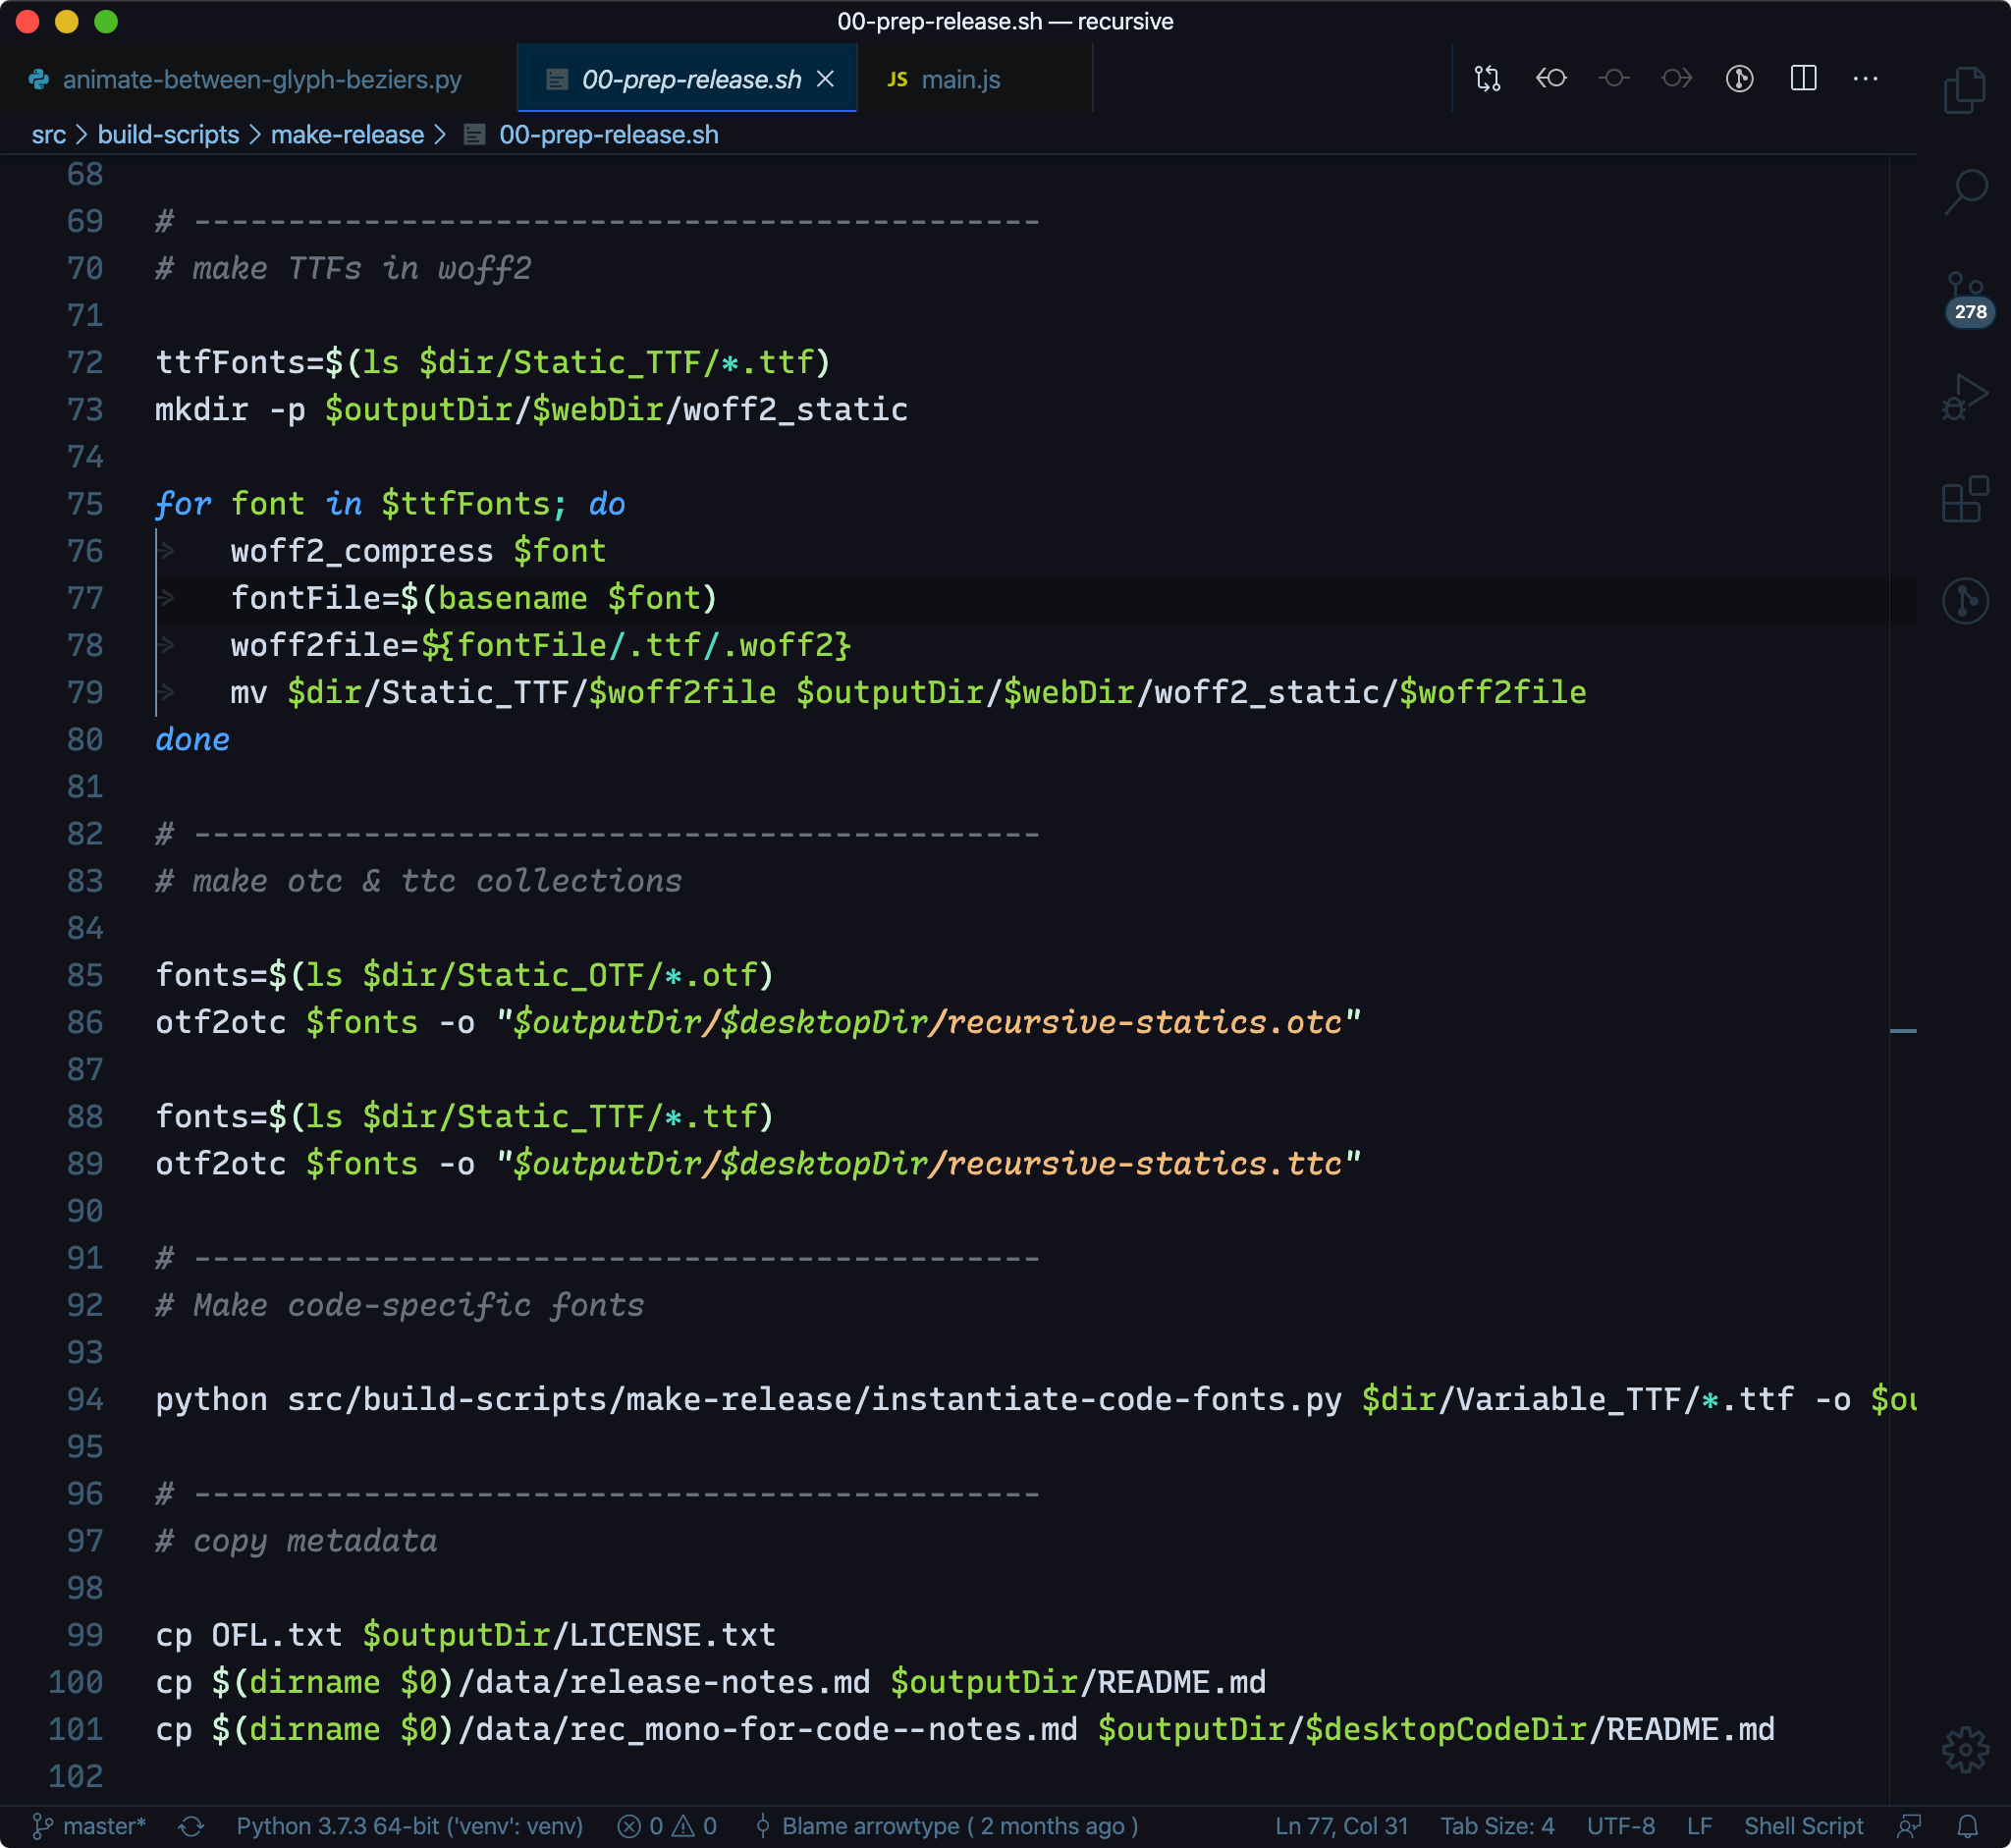 00-prep-release.sh — recursive
animate-between-glyph-beziers.py
00-prep-release.sh
JS main.js
src > build-scripts > make-release > 00-prep-release.sh
68
69 # ---------------------------------------------
70 # make TTFs in woff2
71
72 ttfFonts=$(ls $dir/Static_TTF/*.ttf)
73 mkdir -p $outputDir/$webDir/woff2_static
74
75 for font in $ttfFonts; do
76     woff2_compress $font
77     fontFile=$(basename $font)
78     woff2file=${fontFile/.ttf/.woff2}
79     mv $dir/Static_TTF/$woff2file $outputDir/$webDir/woff2_static/$woff2file
80 done
81
82 # ---------------------------------------------
83 # make otc & ttc collections
84
85 fonts=$(ls $dir/Static_OTF/*.otf)
86 otf2otc $fonts -o "$outputDir/$desktopDir/recursive-statics.otc"
87
88 fonts=$(ls $dir/Static_TTF/*.ttf)
89 otf2otc $fonts -o "$outputDir/$desktopDir/recursive-statics.ttc"
90
91 # ---------------------------------------------
92 # Make code-specific fonts
93
94 python src/build-scripts/make-release/instantiate-code-fonts.py $dir/Variable_TTF/*.ttf -o $ou
95
96 # ---------------------------------------------
97 # copy metadata
98
99 cp OFL.txt $outputDir/LICENSE.txt
100 cp $(dirname $0)/data/release-notes.md $outputDir/README.md
101 cp $(dirname $0)/data/rec_mono-for-code--notes.md $outputDir/$desktopCodeDir/README.md
102
278
master* Python 3.7.3 64-bit ('venv': venv) 0 0 Blame arrowtype ( 2 months ago ) Ln 77, Col 31 Tab Size: 4 UTF-8 LF Shell Script